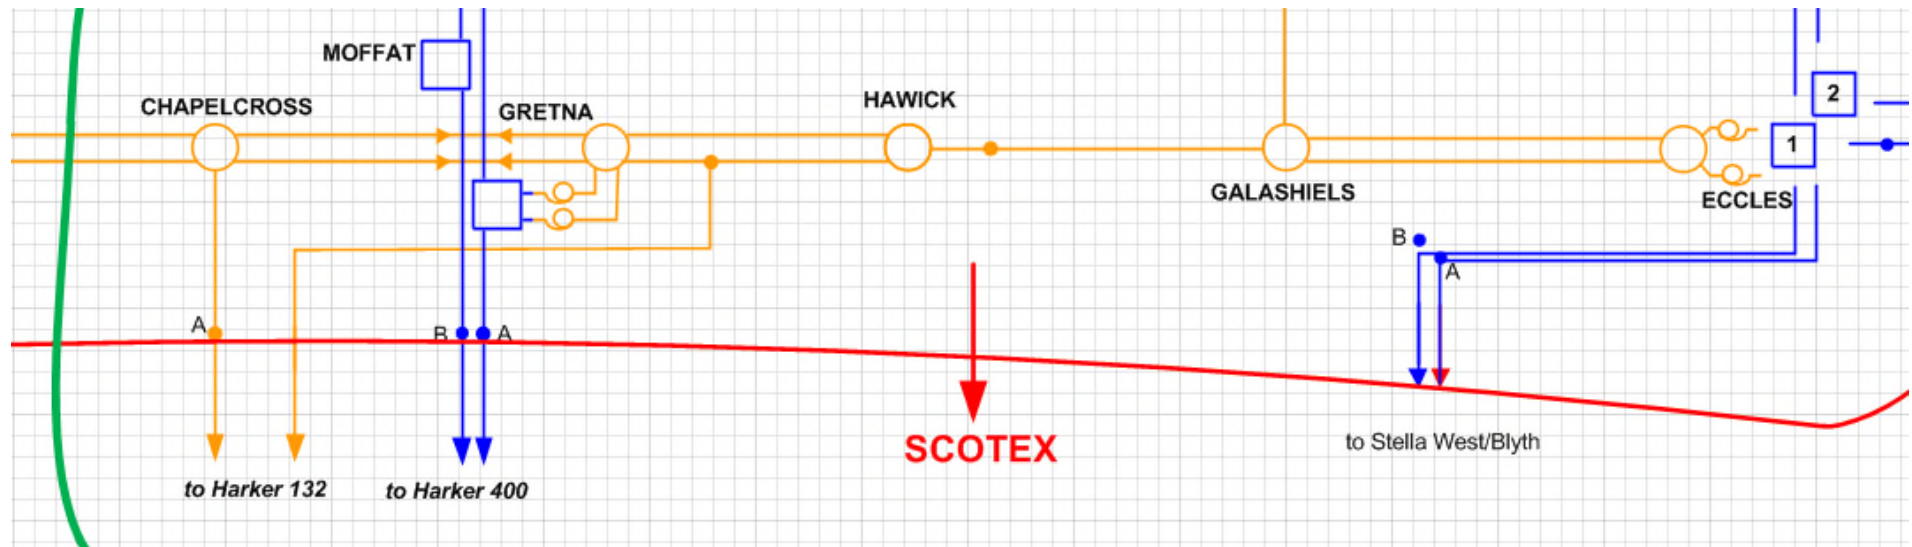 MOFFAT
CHAPELCROSS
GRETNA
HAWICK
2
1
GALASHIELS
ECCLES
B
A
A
B
A
SCOTEX
to Stella West/Blyth
to Harker 132
to Harker 400